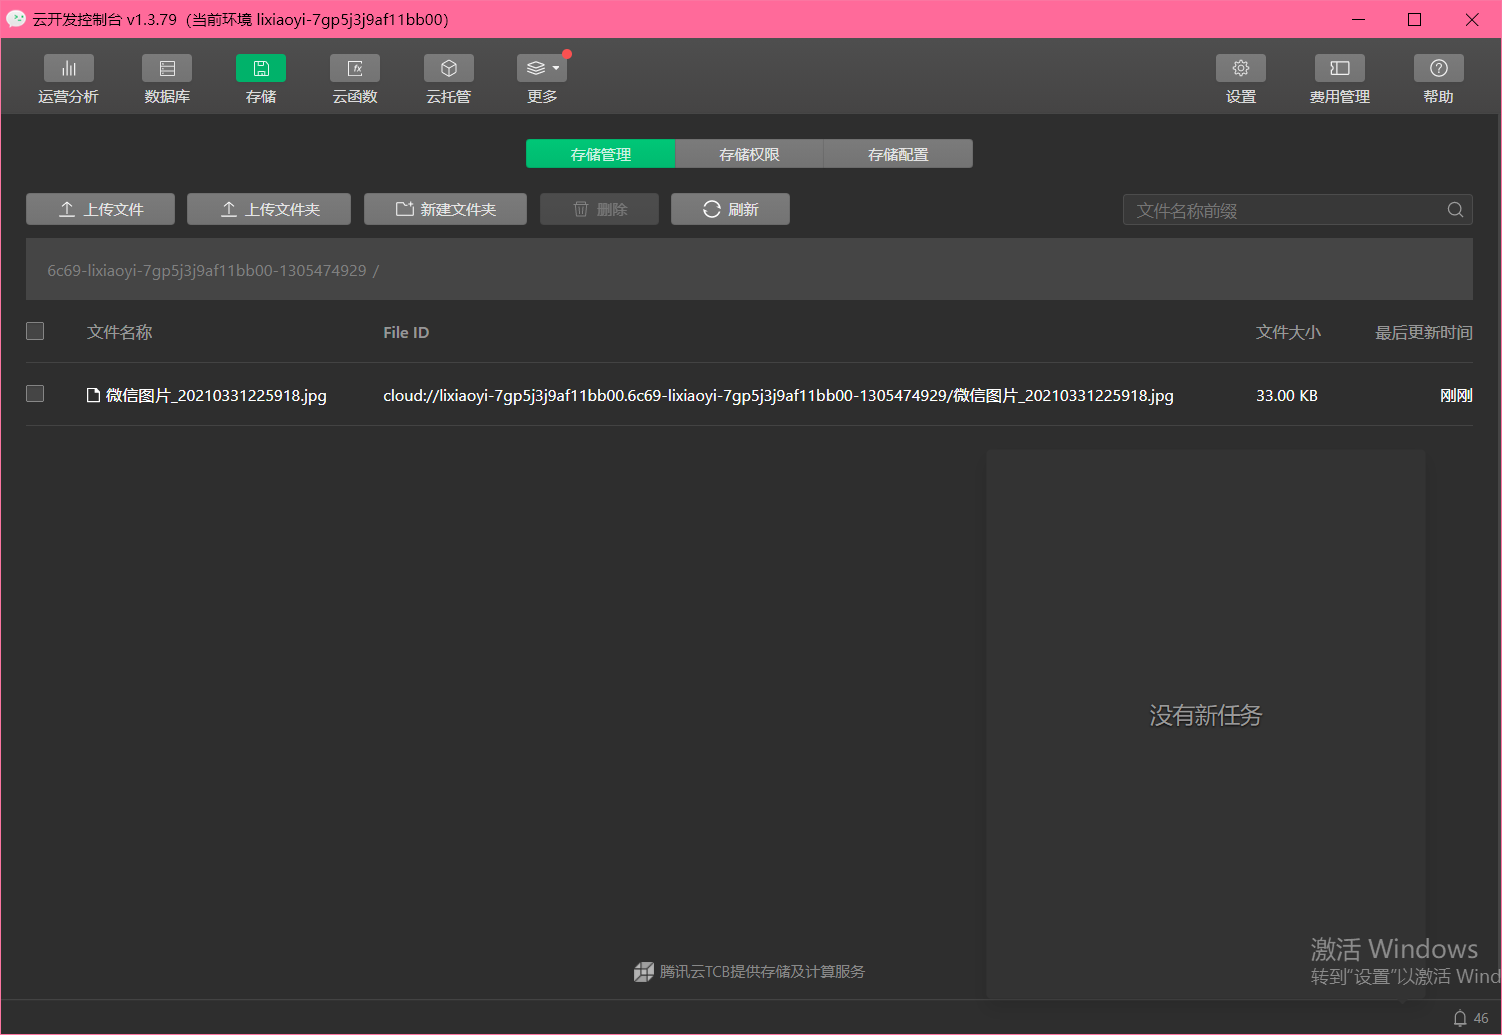 云开发控制台 v1.3.79（当前环境 lixiaoyi-7gp5j3j9af11bb00）
运营分析 数据库 存储 云函数 云托管 更多 设置 费用管理 帮助
存储管理 存储权限 存储配置
上传文件 上传文件夹 新建文件夹 删除 刷新 文件名称前缀
6c69-lixiaoyi-7gp5j3j9af11bb00-1305474929 /
文件名称 File ID 文件大小 最后更新时间
微信图片_20210331225918.jpg cloud://lixiaoyi-7gp5j3j9af11bb00.6c69-lixiaoyi-7gp5j3j9af11bb00-1305474929/微信图片_20210331225918.jpg 33.00 KB 刚刚
没有新任务
激活 Windows
腾讯云TCB提供存储及计算服务
转到“设置”以激活 Wind
46